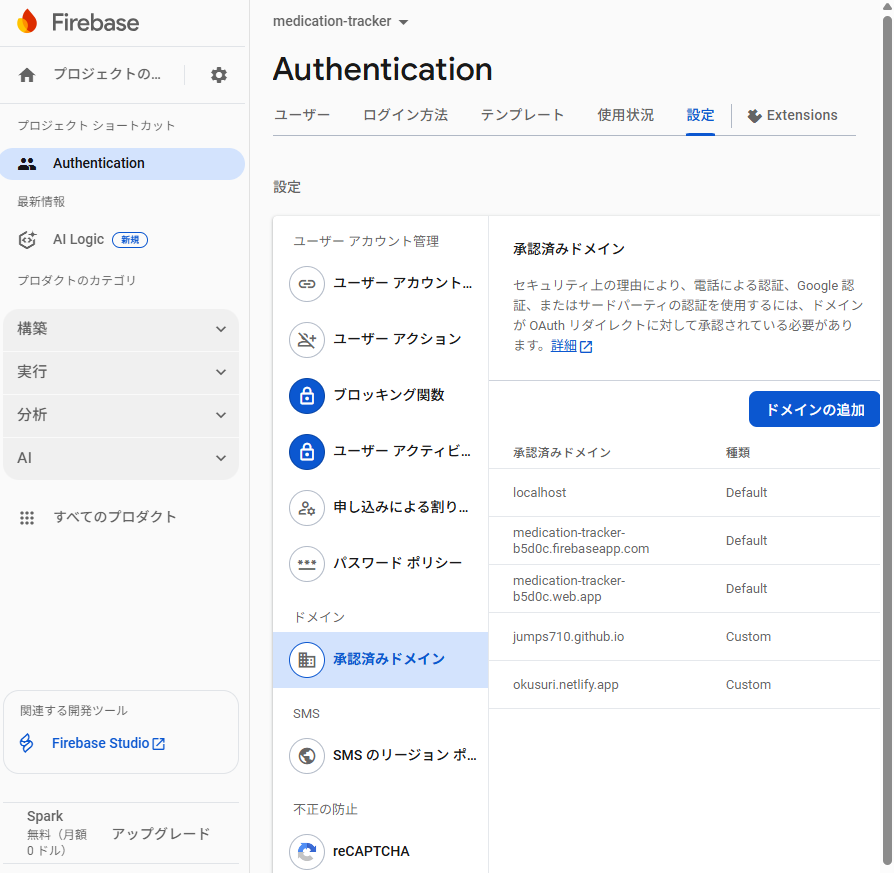 Firebase
プロジェクトの...
プロジェクト ショートカット
Authentication
最新情報
AI Logic 新規
プロダクトのカテゴリ
構築
実行
分析
AI
すべてのプロダクト
関連する開発ツール
Firebase Studio
Spark
無料（月額
0 ドル）
アップグレード
medication-tracker
Authentication
ユーザー ログイン方法 テンプレート 使用状況 設定 Extensions
設定
ユーザー アカウント管理
ユーザー アカウント...
ユーザー アクション
ブロッキング関数
ユーザー アクティビ...
申し込みによる割り...
パスワード ポリシー
ドメイン
承認済みドメイン
SMS
SMS のリージョン ポ...
不正の防止
reCAPTCHA
承認済みドメイン
セキュリティ上の理由により、電話による認証、Google 認
証、またはサードパーティの認証を使用するには、ドメイン
が OAuth リダイレクトに対して承認されている必要があり
ます。詳細
ドメインの追加
承認済みドメイン 種類
localhost Default
medication-tracker-
b5d0c.firebaseapp.com Default
medication-tracker-
b5d0c.web.app Default
jumps710.github.io Custom
okusuri.netlify.app Custom